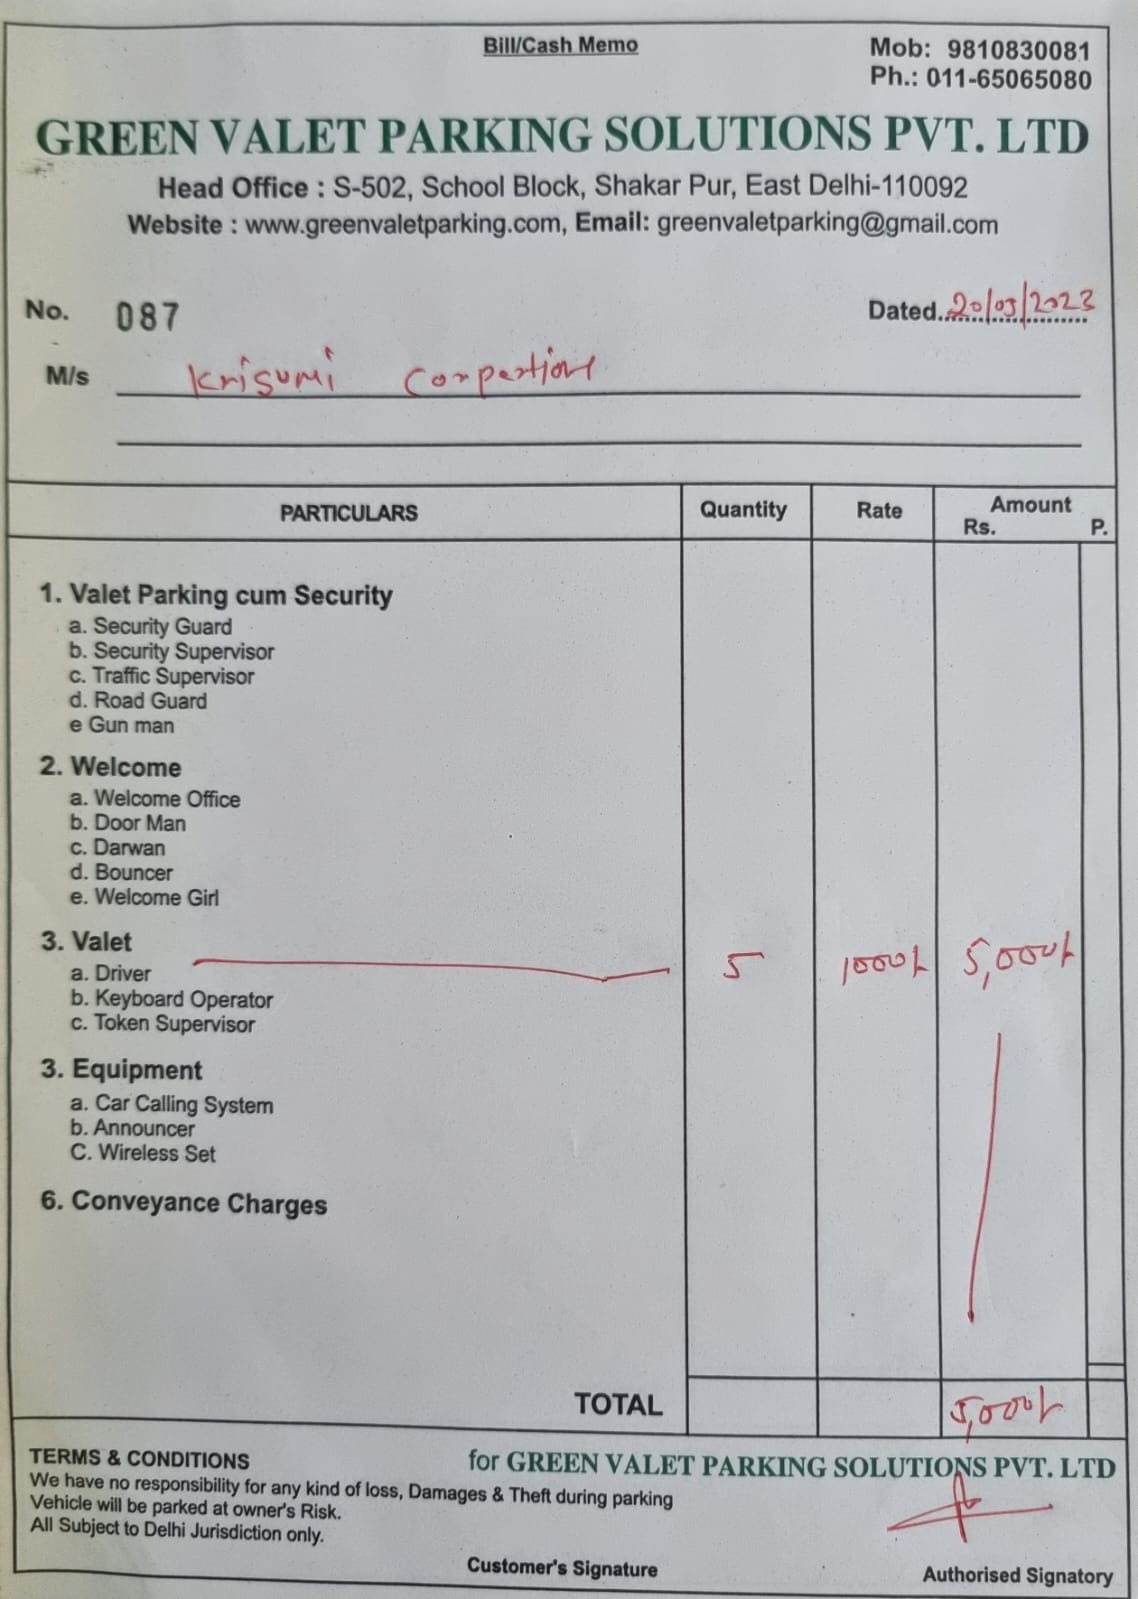 Bill/Cash Memo
Mob: 9810830081
Ph.: 011-65065080
GREEN VALET PARKING SOLUTIONS PVT. LTD
Head Office : S-502, School Block, Shakar Pur, East Delhi-110092
Website : www.greenvaletparking.com, Email: greenvaletparking@gmail.com
No. 087
Dated. 20/03/2023
M/s Krisumi Corpartion
PARTICULARS Quantity Rate Amount
Rs. P.
1. Valet Parking cum Security
a. Security Guard
b. Security Supervisor
c. Traffic Supervisor
d. Road Guard
e Gun man
2. Welcome
a. Welcome Office
b. Door Man
c. Darwan
d. Bouncer
e. Welcome Girl
3. Valet
a. Driver 5 1000/- 5,000/-
b. Keyboard Operator
c. Token Supervisor
3. Equipment
a. Car Calling System
b. Announcer
C. Wireless Set
6. Conveyance Charges
TOTAL 5,000/-
TERMS & CONDITIONS
for GREEN VALET PARKING SOLUTIONS PVT. LTD
We have no responsibility for any kind of loss, Damages & Theft during parking
Vehicle will be parked at owner's Risk.
All Subject to Delhi Jurisdiction only.
Customer's Signature
Authorised Signatory